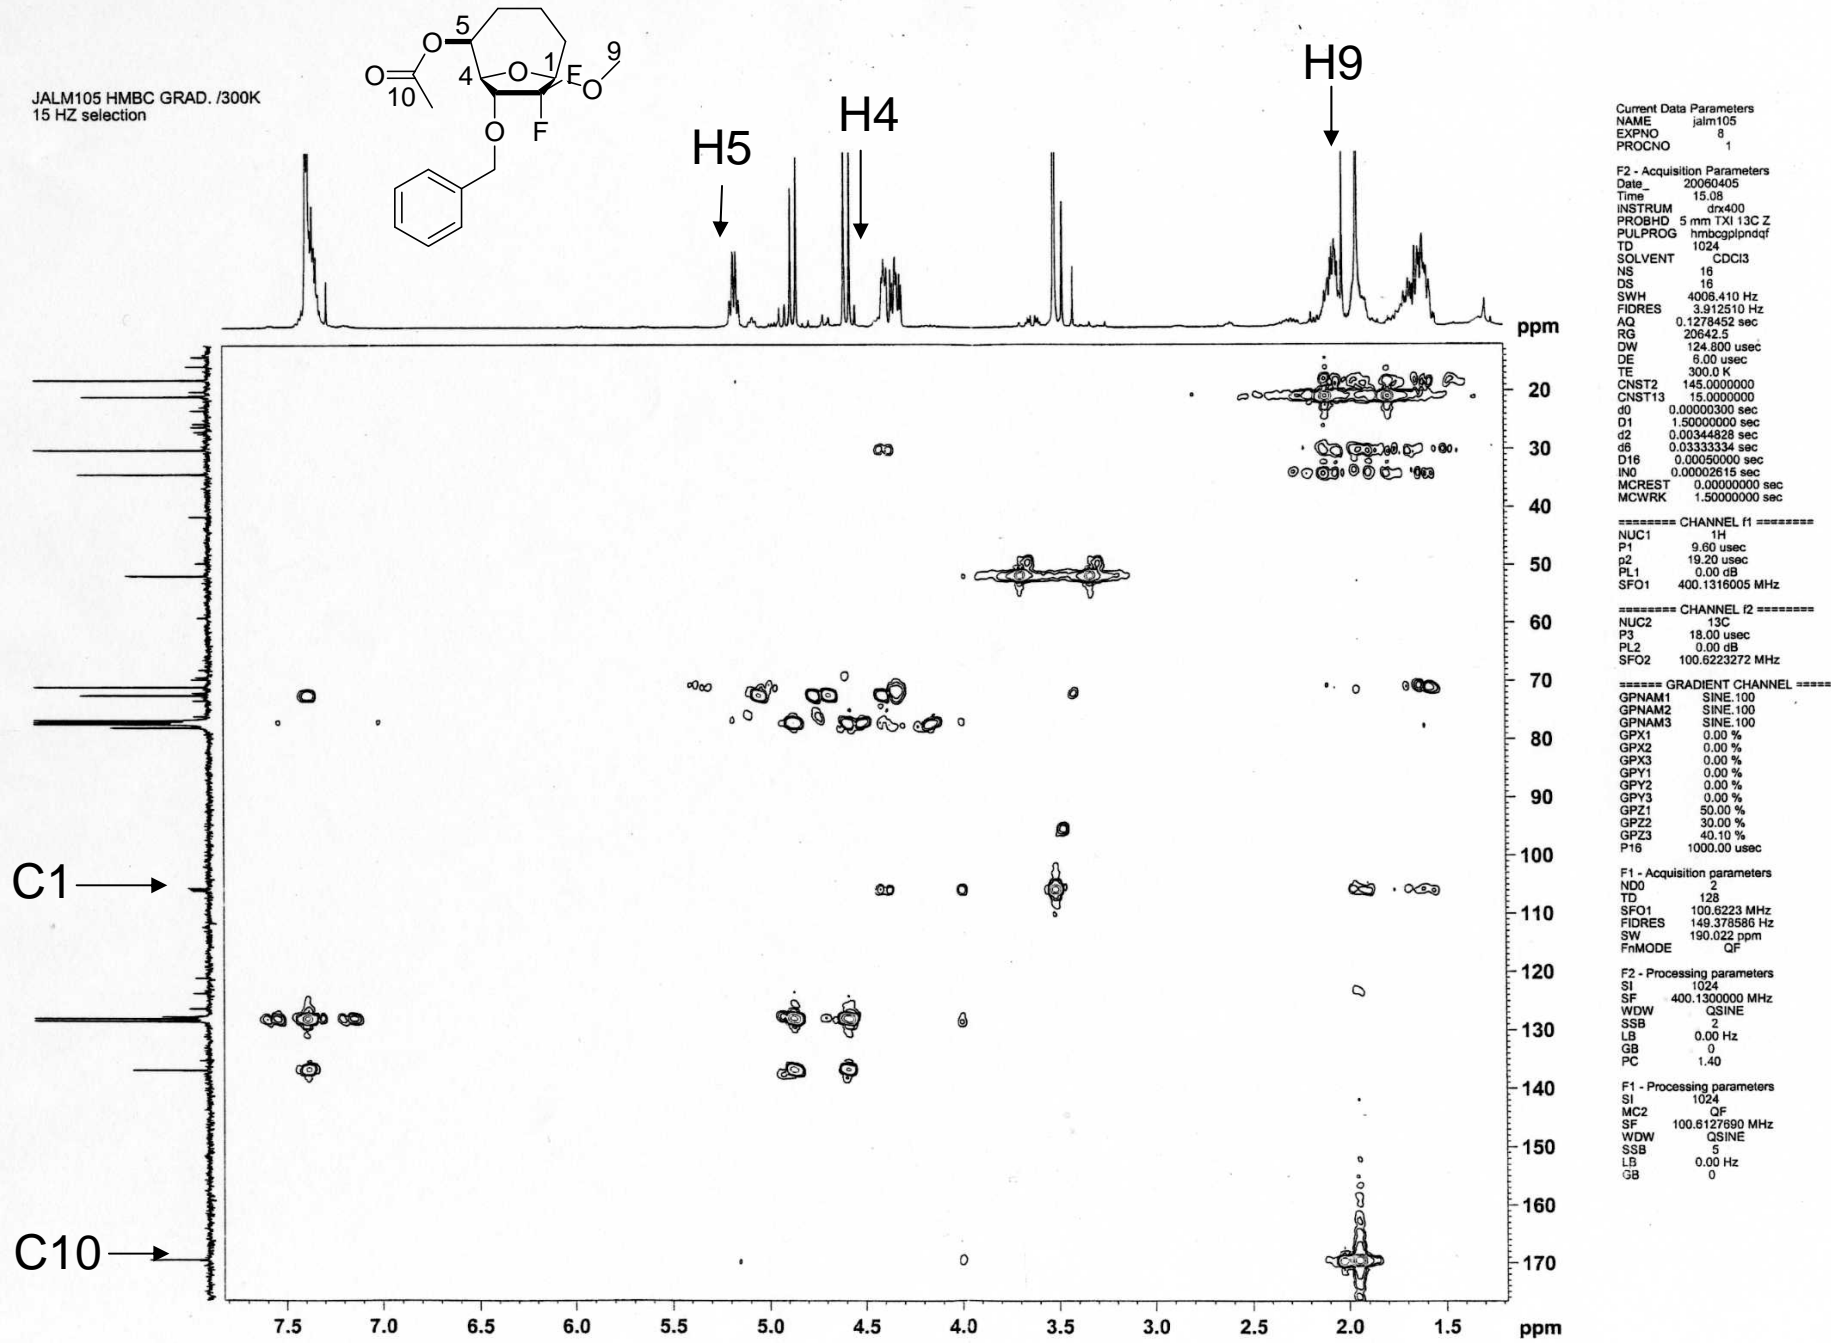 JALM105 HMBC GRAD. /300K
15 HZ selection
5
O
O
10
4
O
1
F
9
O
O
F
H5
H4
H9
C1
C10
ppm
20
30
40
50
60
70
80
90
100
110
120
130
140
150
160
170
7.5 7.0 6.5 6.0 5.5 5.0 4.5 4.0 3.5 3.0 2.5 2.0 1.5 ppm
Current Data Parameters
NAME jalm105
EXPNO 8
PROCNO 1
F2 - Acquisition Parameters
Date_ 20060405
Time 15.08
INSTRUM drx400
PROBHD 5 mm TXI 13C Z
PULPROG hmbcgplpndqf
TD 1024
SOLVENT CDCl3
NS 16
DS 16
SWH 4006.410 Hz
FIDRES 3.912510 Hz
AQ 0.1278452 sec
RG 20642.5
DW 124.800 usec
DE 6.00 usec
TE 300.0 K
CNST2 145.0000000
CNST13 15.0000000
d0 0.00000300 sec
D1 1.50000000 sec
d2 0.00344828 sec
d6 0.03333334 sec
D16 0.00050000 sec
IN0 0.00002615 sec
MCREST 0.00000000 sec
MCWRK 1.50000000 sec
======== CHANNEL f1 ========
NUC1 1H
P1 9.60 usec
p2 19.20 usec
PL1 0.00 dB
SFO1 400.1316005 MHz
======== CHANNEL f2 ========
NUC2 13C
P3 18.00 usec
PL2 0.00 dB
SFO2 100.6223272 MHz
====== GRADIENT CHANNEL =====
GPNAM1 SINE.100
GPNAM2 SINE.100
GPNAM3 SINE.100
GPX1 0.00 %
GPX2 0.00 %
GPX3 0.00 %
GPY1 0.00 %
GPY2 0.00 %
GPY3 0.00 %
GPZ1 50.00 %
GPZ2 30.00 %
GPZ3 40.10 %
P16 1000.00 usec
F1 - Acquisition parameters
ND0 2
TD 128
SFO1 100.6223 MHz
FIDRES 149.378586 Hz
SW 190.022 ppm
FnMODE QF
F2 - Processing parameters
SI 1024
SF 400.1300000 MHz
WDW QSINE
SSB 2
LB 0.00 Hz
GB 0
PC 1.40
F1 - Processing parameters
SI 1024
MC2 QF
SF 100.6127690 MHz
WDW QSINE
SSB 5
LB 0.00 Hz
GB 0